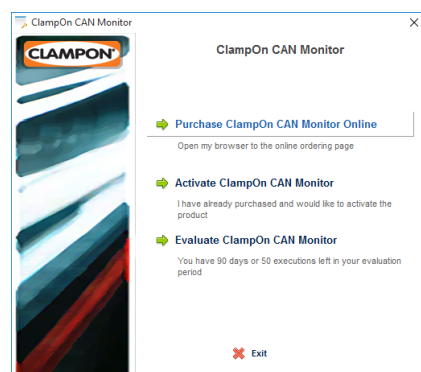 ClampOn CAN Monitor
CLAMPON
ClampOn CAN Monitor
Purchase ClampOn CAN Monitor Online
Open my browser to the online ordering page
Activate ClampOn CAN Monitor
I have already purchased and would like to activate the
product
Evaluate ClampOn CAN Monitor
You have 90 days or 50 executions left in your evaluation
period
Exit